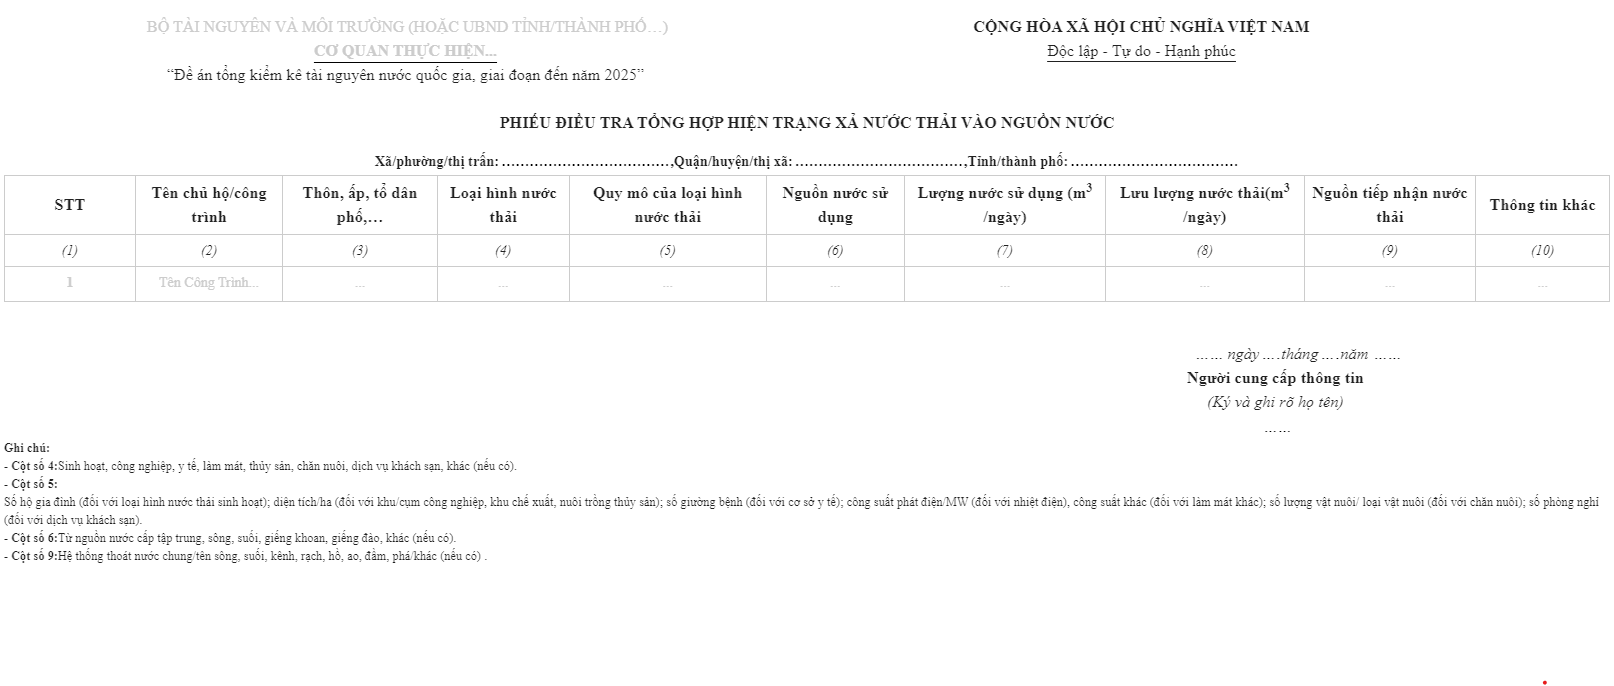 BỘ TÀI NGUYÊN VÀ MÔI TRƯỜNG (HOẶC UBND TỈNH/THÀNH PHỐ…)
CƠ QUAN THỰC HIỆN...
“Đề án tổng kiểm kê tài nguyên nước quốc gia, giai đoạn đến năm 2025”
CỘNG HÒA XÃ HỘI CHỦ NGHĨA VIỆT NAM
Độc lập - Tự do - Hạnh phúc
PHIẾU ĐIỀU TRA TỔNG HỢP HIỆN TRẠNG XẢ NƯỚC THẢI VÀO NGUỒN NƯỚC
Xã/phường/thị trấn: ………………………………,Quận/huyện/thị xã: ………………………………,Tỉnh/thành phố: ………………………………
STT
Tên chủ hộ/công
trình
Thôn, ấp, tổ dân
phố,…
Loại hình nước
thải
Quy mô của loại hình
nước thải
Nguồn nước sử
dụng
Lượng nước sử dụng (m³
/ngày)
Lưu lượng nước thải(m³
/ngày)
Nguồn tiếp nhận nước
thải
Thông tin khác
(1) (2) (3) (4) (5) (6) (7) (8) (9) (10)
1 Tên Công Trình... ... ... ... ... ... ... ... ...
…… ngày ….tháng ….năm ……
Người cung cấp thông tin
(Ký và ghi rõ họ tên)
……
Ghi chú:
- Cột số 4:Sinh hoạt, công nghiệp, y tế, làm mát, thủy sản, chăn nuôi, dịch vụ khách sạn, khác (nếu có).
- Cột số 5:
Số hộ gia đình (đối với loại hình nước thải sinh hoạt); diện tích/ha (đối với khu/cụm công nghiệp, khu chế xuất, nuôi trồng thủy sản); số giường bệnh (đối với cơ sở y tế); công suất phát điện/MW (đối với nhiệt điện), công suất khác (đối với làm mát khác); số lượng vật nuôi/ loại vật nuôi (đối với chăn nuôi); số phòng nghỉ
(đối với dịch vụ khách sạn).
- Cột số 6:Từ nguồn nước cấp tập trung, sông, suối, giếng khoan, giếng đào, khác (nếu có).
- Cột số 9:Hệ thống thoát nước chung/tên sông, suối, kênh, rạch, hồ, ao, đầm, phá/khác (nếu có) .